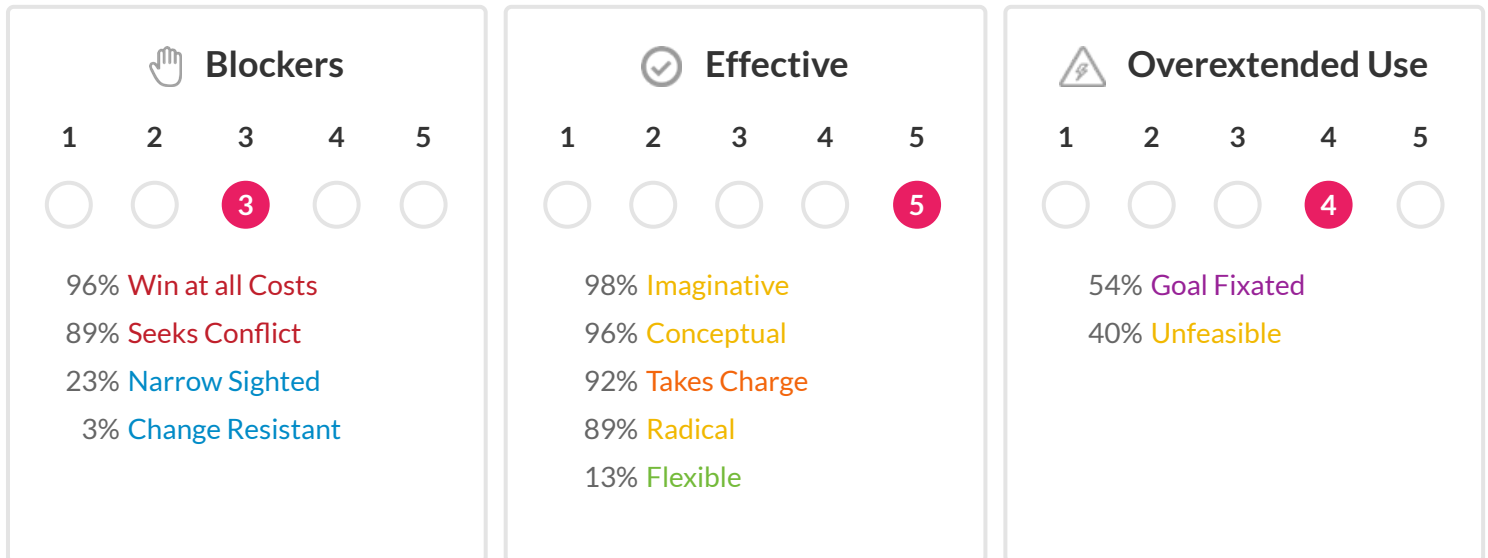 Blockers
1 2 3 4 5
3
96% Win at all Costs
89% Seeks Conflict
23% Narrow Sighted
3% Change Resistant
Effective
1 2 3 4 5
5
98% Imaginative
96% Conceptual
92% Takes Charge
89% Radical
13% Flexible
Overextended Use
1 2 3 4 5
4
54% Goal Fixated
40% Unfeasible